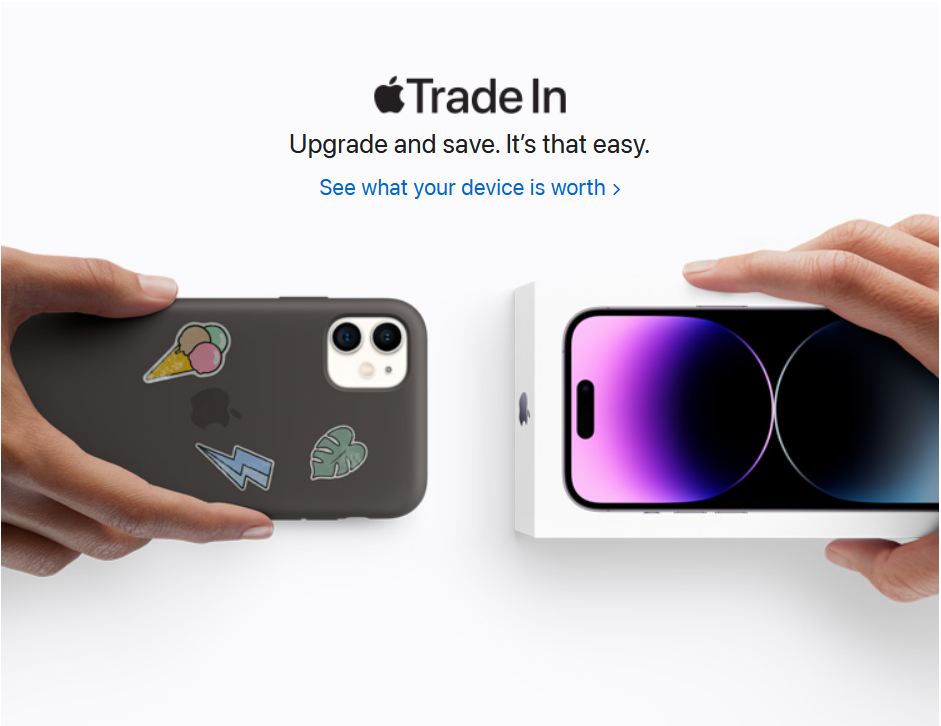 Trade In
Upgrade and save. It’s that easy.
See what your device is worth ›